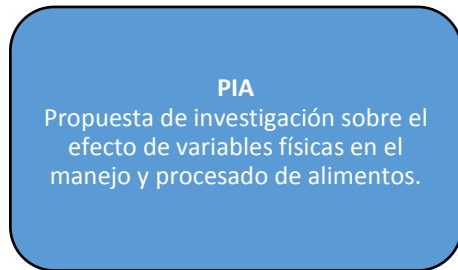 PIA
Propuesta de investigación sobre el
efecto de variables físicas en el
manejo y procesado de alimentos.